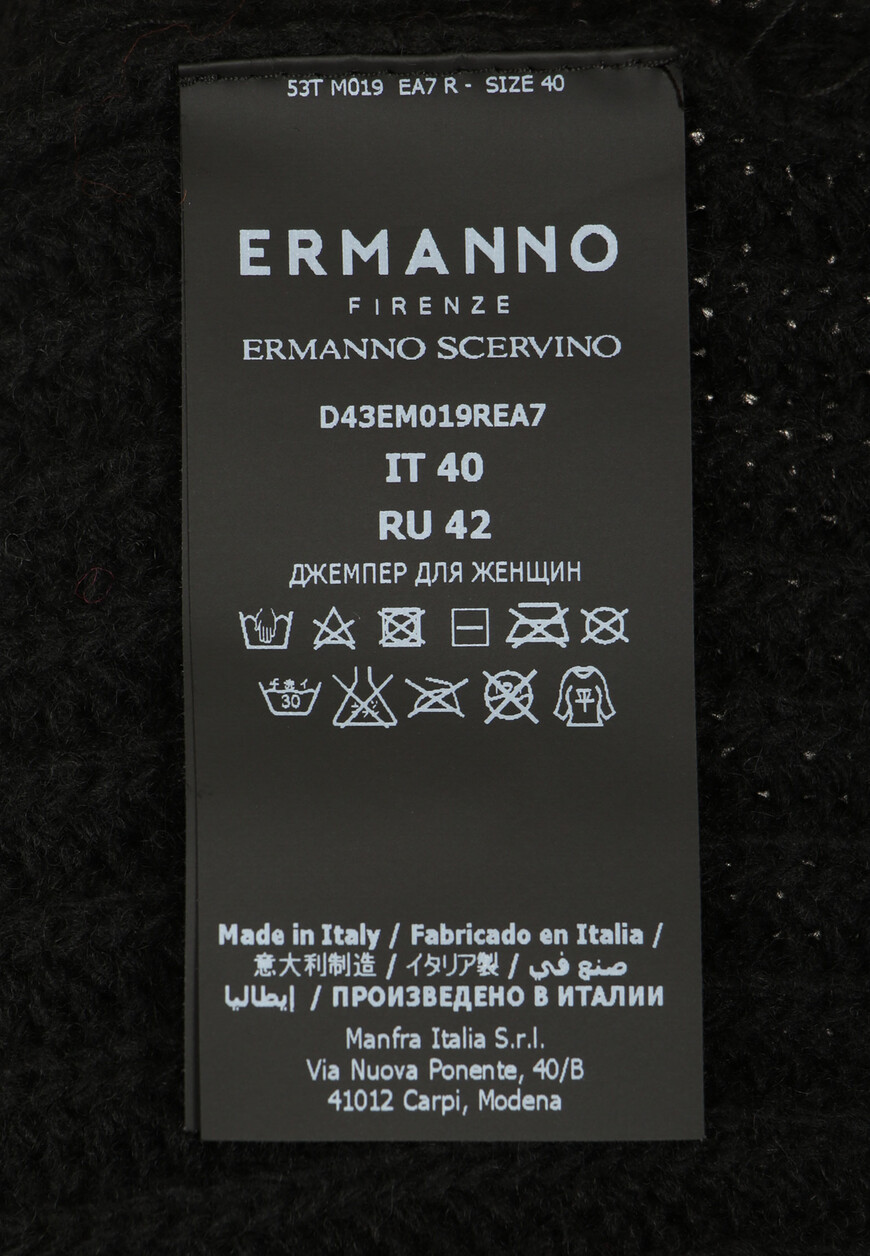 53T M019 EA7 R - SIZE 40
ERMANNO
FIRENZE
ERMANNO SCERVINO
D43EM019REA7
IT 40
RU 42
ДЖЕМПЕР ДЛЯ ЖЕНЩИН
30
平
Made in Italy / Fabricado en Italia /
意大利制造 / イタリア製 / صنع في
إيطاليا / ПРОИЗВЕДЕНО В ИТАЛИИ
Manfra Italia S.r.l.
Via Nuova Ponente, 40/B
41012 Carpi, Modena